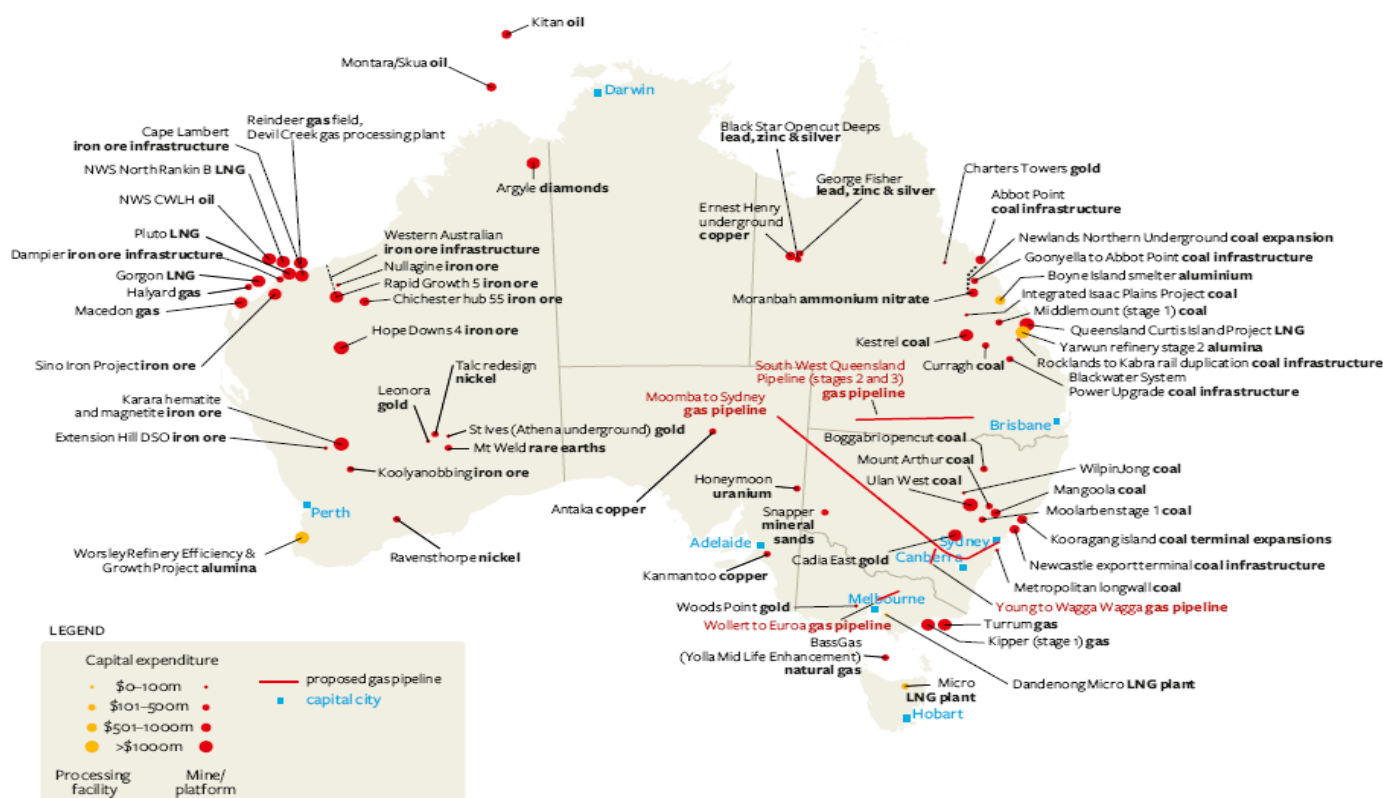 Kitan oil
Montara/Skua oil
Darwin
Reindeer gas field,
Devil Creek gas processing plant
Cape Lambert
iron ore infrastructure
NWS North Rankin B LNG
NWS CWLH oil
Pluto LNG
Dampier iron ore infrastructure
Gorgon LNG
Halyard gas
Macedon gas
Sino Iron Project iron ore
Argyle diamonds
Western Australian
iron ore infrastructure
Nullagine iron ore
Rapid Growth 5 iron ore
Chichester hub 55 iron ore
Hope Downs 4 iron ore
Talc redesign
nickel
Leonora
gold
Karara hematite
and magnetite iron ore
Extension Hill DSO iron ore
St Ives (Athena underground) gold
Mt Weld rare earths
Koolyanobbing iron ore
Perth
Worsley Refinery Efficiency &
Growth Project alumina
Ravensthorpe nickel
Black Star Opencut Deeps
lead, zinc & silver
George Fisher
lead, zinc & silver
Ernest Henry
underground
copper
Charters Towers gold
Abbot Point
coal infrastructure
Newlands Northern Underground coal expansion
Goonyella to Abbot Point coal infrastructure
Boyne Island smelter aluminium
Moranbah ammonium nitrate
Integrated Isaac Plains Project coal
Middlemount (stage 1) coal
Queensland Curtis Island Project LNG
Kestrel coal
Yarwun refinery stage 2 alumina
Curragh coal
Rocklands to Kabra rail duplication coal infrastructure
Blackwater System
Power Upgrade coal infrastructure
South West Queensland
Pipeline (stages 2 and 3)
gas pipeline
Moomba to Sydney
gas pipeline
Brisbane
Boggabri opencut coal
Mount Arthur coal
Ulan West coal
WilpinJong coal
Mangoola coal
Moolarben stage 1 coal
Kooragang island coal terminal expansions
Newcastle export terminal coal infrastructure
Metropolitan longwall coal
Honeymoon
uranium
Antaka copper
Snapper
mineral
sands
Adelaide
Cadia East gold
Sydney
Canberra
Kanmantoo copper
Woods Point gold
Melbourne
Young to Wagga Wagga gas pipeline
Wollert to Euroa gas pipeline
Turrum gas
Kipper (stage 1) gas
BassGas
(Yolla Mid Life Enhancement)
natural gas
Micro
LNG plant
Dandenong Micro LNG plant
Hobart
LEGEND
Capital expenditure
$0–100m
$101–500m
$501–1000m
>$1000m
Processing
facility
Mine/
platform
proposed gas pipeline
capital city